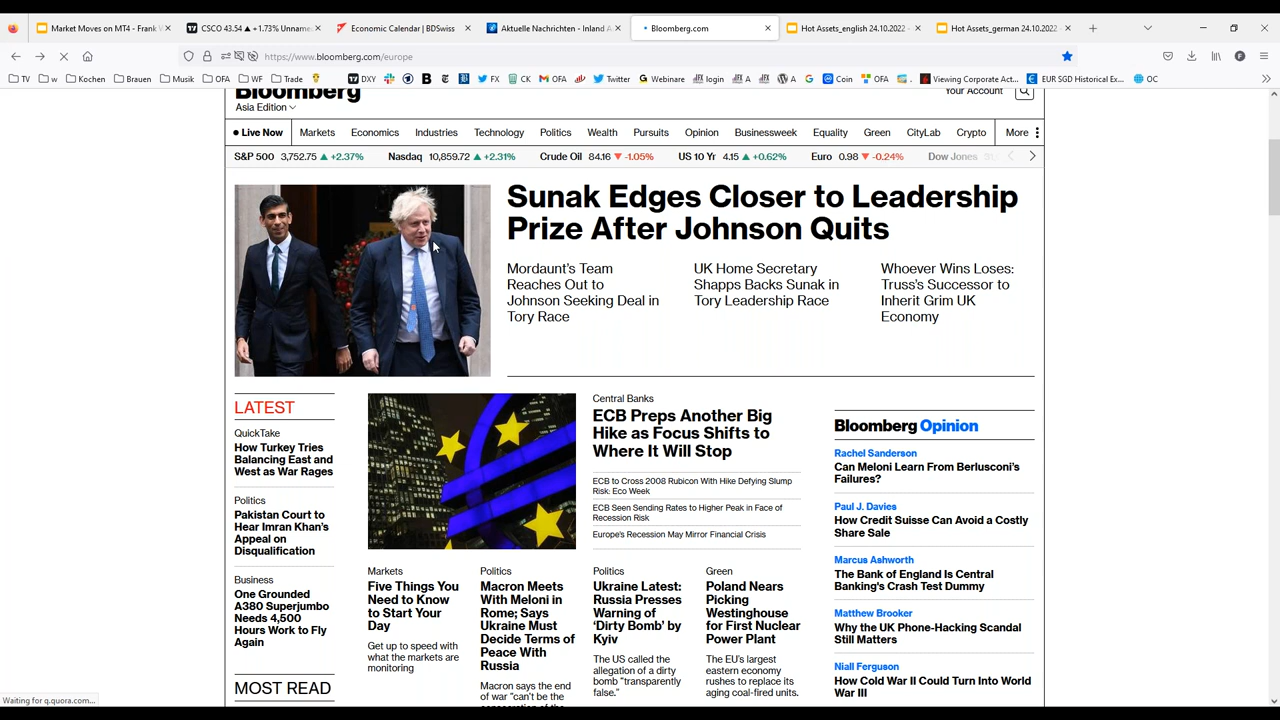 Market Moves on MT4 - Frank
CSCO 43.54 ▲ +1.73% Unname
Economic Calendar | BDSwiss
Aktuelle Nachrichten - Inland A
Bloomberg.com
Hot Assets_english 24.10.2022 -
Hot Assets_german 24.10.2022 -
https://www.bloomberg.com/europe
TV
w
Kochen
Brauen
Musik
OFA
WF
Trade
DXY
FX
CK
OFA
Twitter
Webinare
login
A
A
Coin
OFA
Viewing Corporate Act...
EUR SGD Historical Ex...
OC
Bloomberg
Asia Edition
Your Account
Live Now
Markets
Economics
Industries
Technology
Politics
Wealth
Pursuits
Opinion
Businessweek
Equality
Green
CityLab
Crypto
More
S&P 500 3,752.75 ▲ +2.37%
Nasdaq 10,859.72 ▲ +2.31%
Crude Oil 84.16 ▼ -1.05%
US 10 Yr 4.15 ▲ +0.62%
Euro 0.98 ▼ -0.24%
Dow Jones
Sunak Edges Closer to Leadership
Prize After Johnson Quits
Mordaunt's Team
Reaches Out to
Johnson Seeking Deal in
Tory Race
UK Home Secretary
Shapps Backs Sunak in
Tory Leadership Race
Whoever Wins Loses:
Truss's Successor to
Inherit Grim UK
Economy
LATEST
QuickTake
How Turkey Tries
Balancing East and
West as War Rages
Politics
Pakistan Court to
Hear Imran Khan's
Appeal on
Disqualification
Business
One Grounded
A380 Superjumbo
Needs 4,500
Hours Work to Fly
Again
MOST READ
Central Banks
ECB Preps Another Big
Hike as Focus Shifts to
Where It Will Stop
ECB to Cross 2008 Rubicon With Hike Defying Slump
Risk: Eco Week
ECB Seen Sending Rates to Higher Peak in Face of
Recession Risk
Europe's Recession May Mirror Financial Crisis
Markets
Five Things You
Need to Know
to Start Your
Day
Get up to speed with
what the markets are
monitoring
Politics
Macron Meets
With Meloni in
Rome; Says
Ukraine Must
Decide Terms of
Peace With
Russia
Macron says the end
of war "can't be the
Politics
Ukraine Latest:
Russia Presses
Warning of
'Dirty Bomb' by
Kyiv
The US called the
allegation of a dirty
bomb "transparently
false."
Green
Poland Nears
Picking
Westinghouse
for First Nuclear
Power Plant
The EU's largest
eastern economy
rushes to replace its
aging coal-fired units.
Bloomberg Opinion
Rachel Sanderson
Can Meloni Learn From Berlusconi's
Failures?
Paul J. Davies
How Credit Suisse Can Avoid a Costly
Share Sale
Marcus Ashworth
The Bank of England Is Central
Banking's Crash Test Dummy
Matthew Brooker
Why the UK Phone-Hacking Scandal
Still Matters
Niall Ferguson
How Cold War II Could Turn Into World
War III
Waiting for q.quora.com...